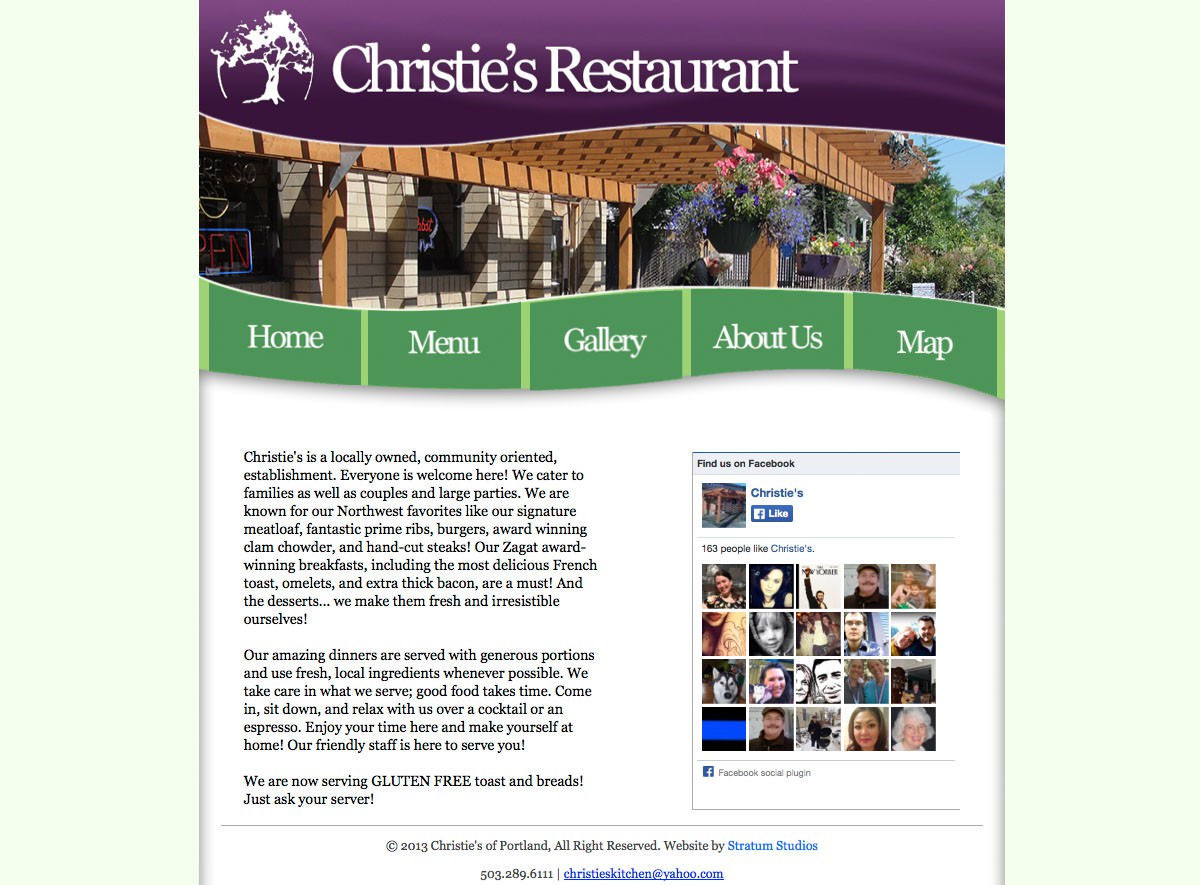 Christie's Restaurant
Home
Menu
Gallery
About Us
Map
Christie's is a locally owned, community oriented,
establishment. Everyone is welcome here! We cater to
families as well as couples and large parties. We are
known for our Northwest favorites like our signature
meatloaf, fantastic prime ribs, burgers, award winning
clam chowder, and hand-cut steaks! Our Zagat award-
winning breakfasts, including the most delicious French
toast, omelets, and extra thick bacon, are a must! And
the desserts... we make them fresh and irresistible
ourselves!
Our amazing dinners are served with generous portions
and use fresh, local ingredients whenever possible. We
take care in what we serve; good food takes time. Come
in, sit down, and relax with us over a cocktail or an
espresso. Enjoy your time here and make yourself at
home! Our friendly staff is here to serve you!
We are now serving GLUTEN FREE toast and breads!
Just ask your server!
Find us on Facebook
Christie's
Like
163 people like Christie's.
Facebook social plugin
© 2013 Christie's of Portland, All Right Reserved. Website by Stratum Studios
503.289.6111 | christieskitchen@yahoo.com